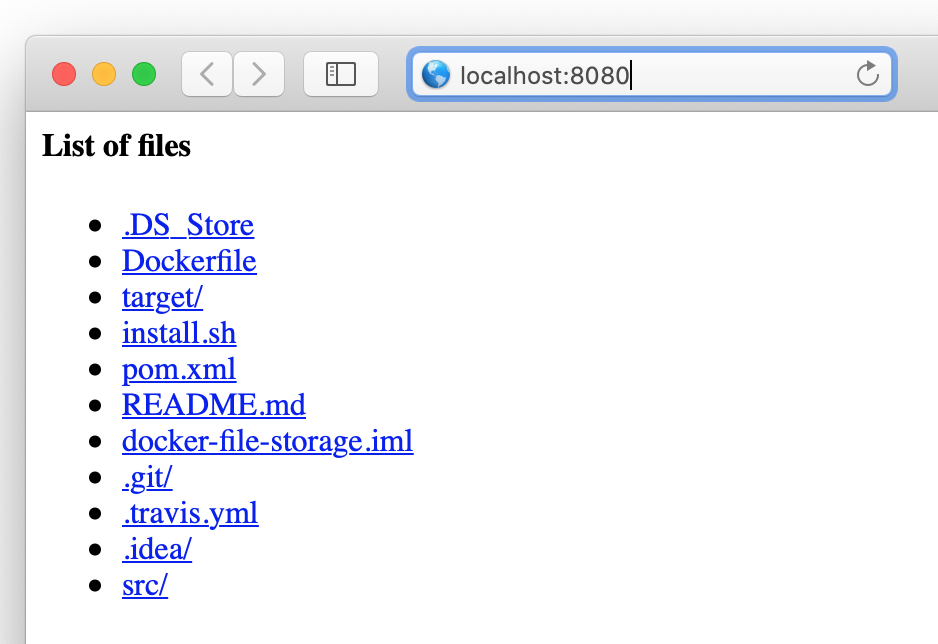 localhost:8080
List of files
.DS_Store
Dockerfile
target/
install.sh
pom.xml
README.md
docker-file-storage.iml
.git/
.travis.yml
.idea/
src/